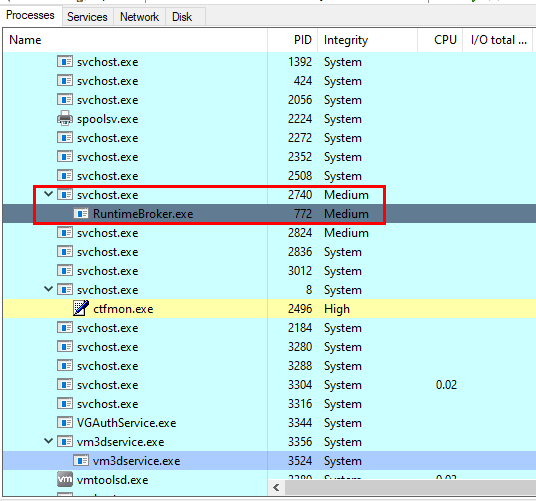 Processes Services Network Disk
Name PID Integrity CPU I/O total ...
svchost.exe 1392 System
svchost.exe 424 System
svchost.exe 2056 System
spoolsv.exe 2224 System
svchost.exe 2272 System
svchost.exe 2352 System
svchost.exe 2508 System
svchost.exe 2740 Medium
RuntimeBroker.exe 772 Medium
svchost.exe 2824 Medium
svchost.exe 2836 System
svchost.exe 3012 System
svchost.exe 8 System
ctfmon.exe 2496 High
svchost.exe 2184 System
svchost.exe 3280 System
svchost.exe 3288 System
svchost.exe 3304 System 0.02
svchost.exe 3316 System
VGAuthService.exe 3344 System
vm3dservice.exe 3356 System
vm3dservice.exe 3524 System
vm vmtoolsd.exe